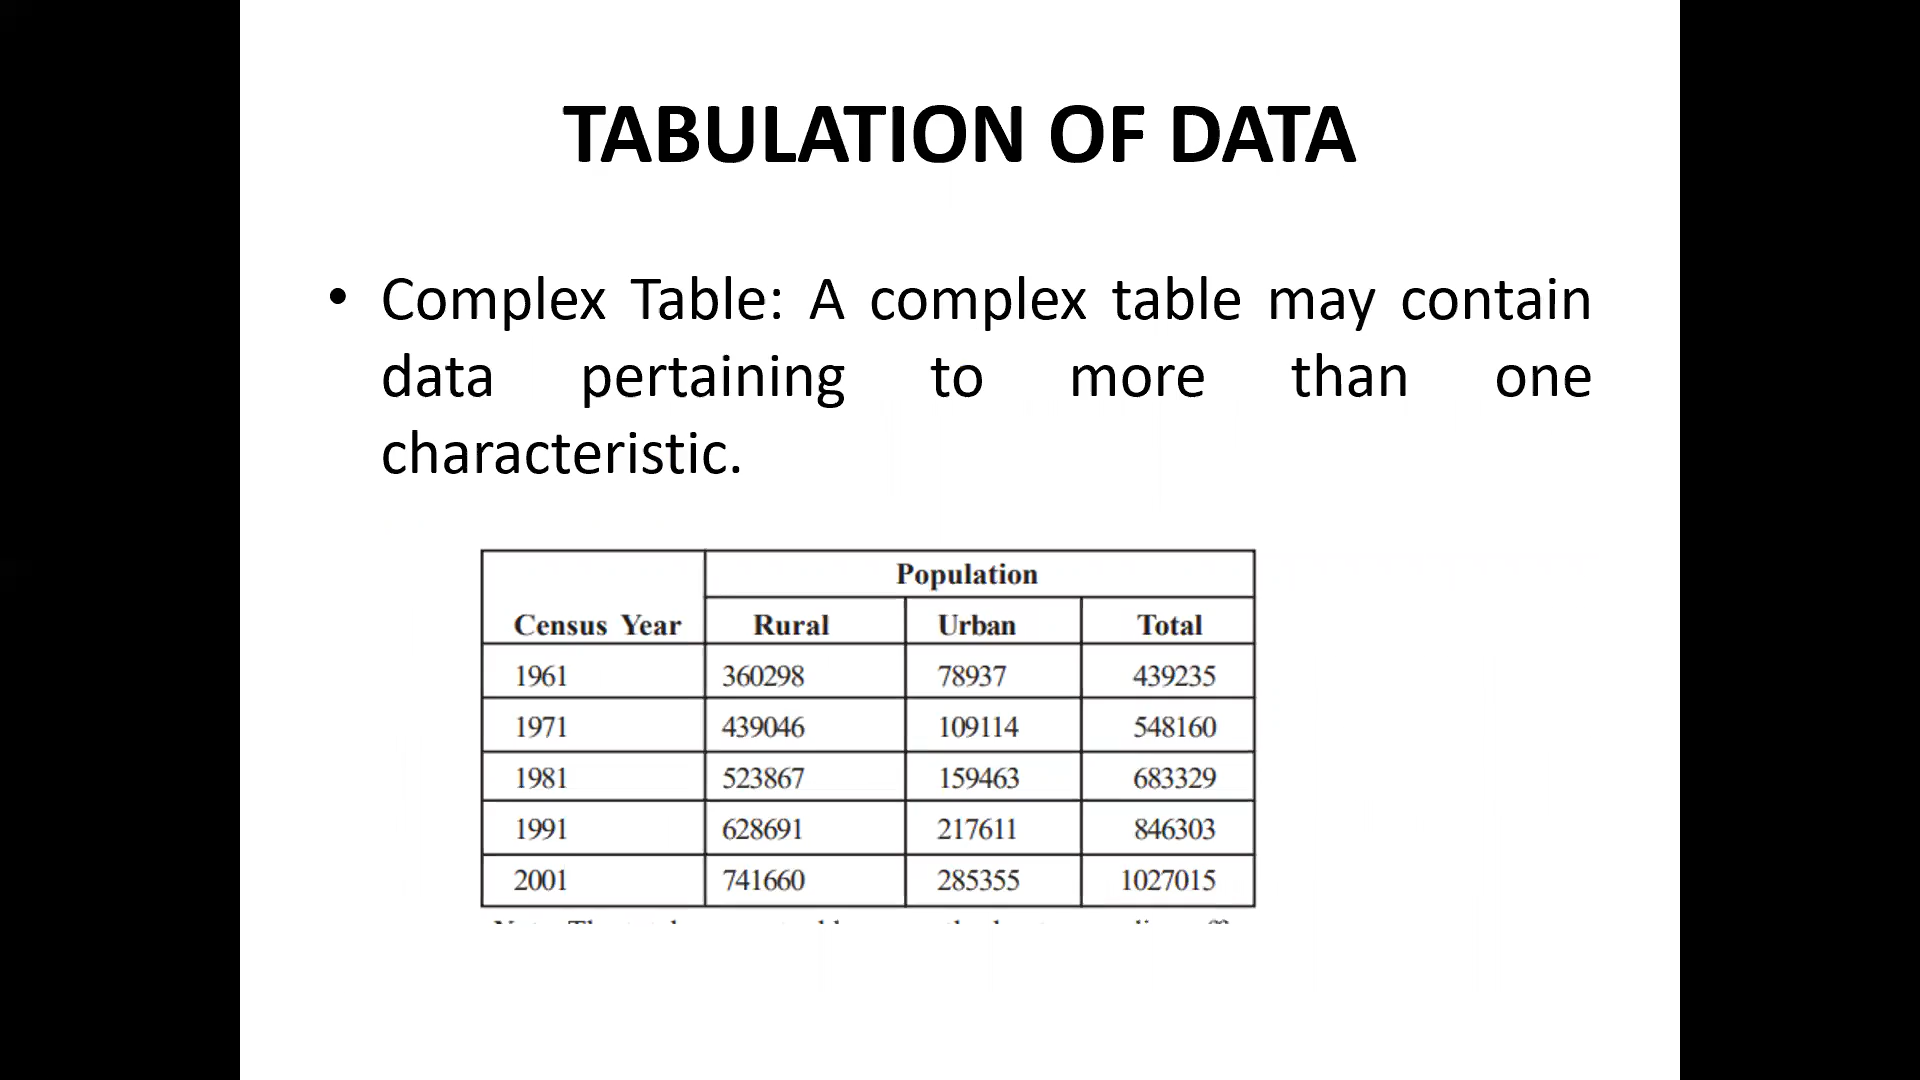 TABULATION OF DATA
• Complex Table: A complex table may contain
data pertaining to more than one
characteristic.
Population
Census Year Rural Urban Total
1961 360298 78937 439235
1971 439046 109114 548160
1981 523867 159463 683329
1991 628691 217611 846303
2001 741660 285355 1027015